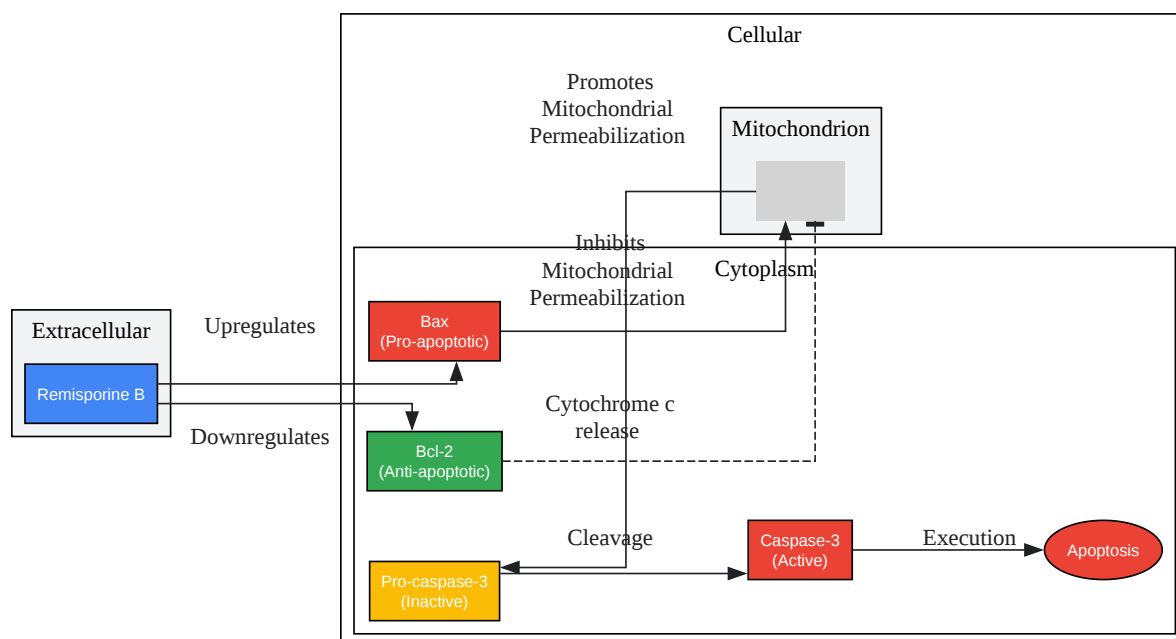 Cellular
Promotes
Mitochondrial
Permeabilization
Mitochondrion
Inhibits
Mitochondrial
Permeabilization
Cytoplasm
Extracellular
Remisporine B
Upregulates
Downregulates
Bax
(Pro-apoptotic)
Bcl-2
(Anti-apoptotic)
Cytochrome c
release
Pro-caspase-3
(Inactive)
Cleavage
Caspase-3
(Active)
Execution
Apoptosis